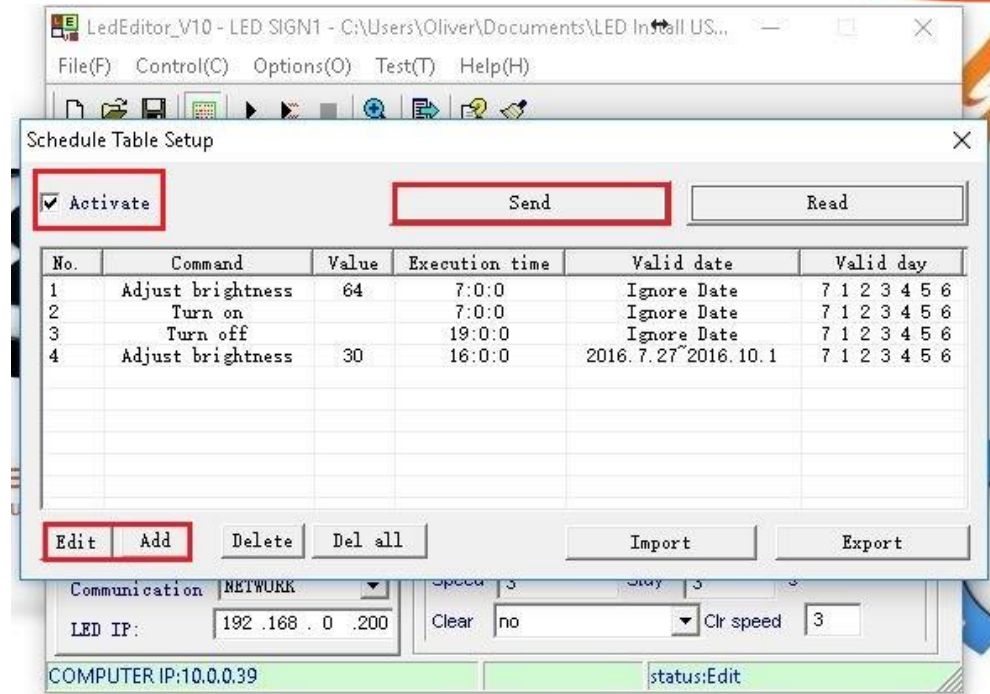 LedEditor_V10 - LED SIGN1 - C:\Users\Oliver\Documents\LED Install US...
File(F) Control(C) Options(O) Test(T) Help(H)
Schedule Table Setup
Activate Send Read
No. Command Value Execution time Valid date Valid day
1 Adjust brightness 64 7:0:0 Ignore Date 7 1 2 3 4 5 6
2 Turn on 7:0:0 Ignore Date 7 1 2 3 4 5 6
3 Turn off 19:0:0 Ignore Date 7 1 2 3 4 5 6
4 Adjust brightness 30 16:0:0 2016.7.27~2016.10.1 7 1 2 3 4 5 6
Edit Add Delete Del all Import Export
Communication NETWORK Speed 3 Stay 3
LED IP: 192 .168 . 0 .200 Clear no Clr speed 3
COMPUTER IP:10.0.0.39 status:Edit